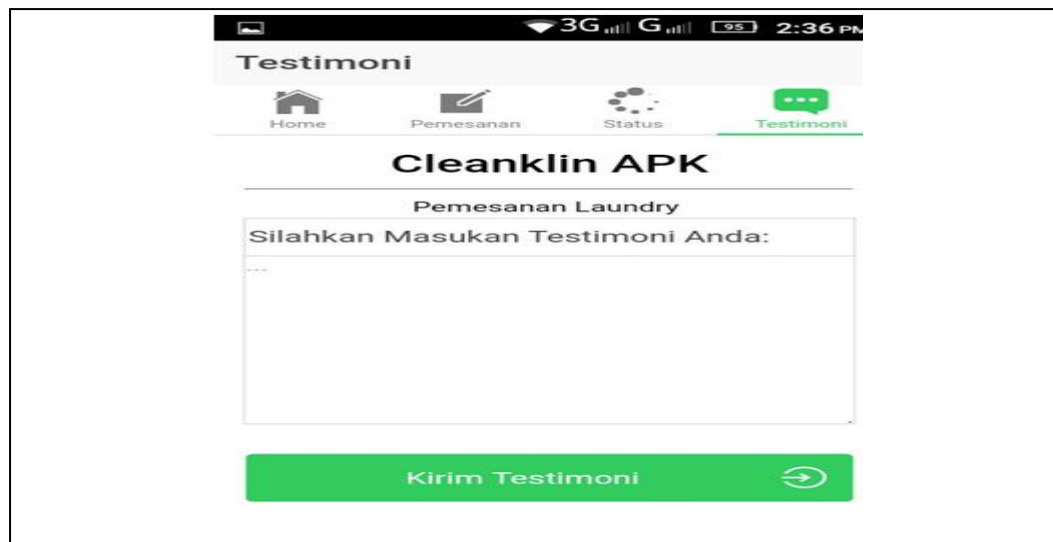 3G G 95 2:36 PM
Testimoni
Home Pemesanan Status Testimoni
Cleanklin APK
Pemesanan Laundry
Silahkan Masukan Testimoni Anda:
...
Kirim Testimoni